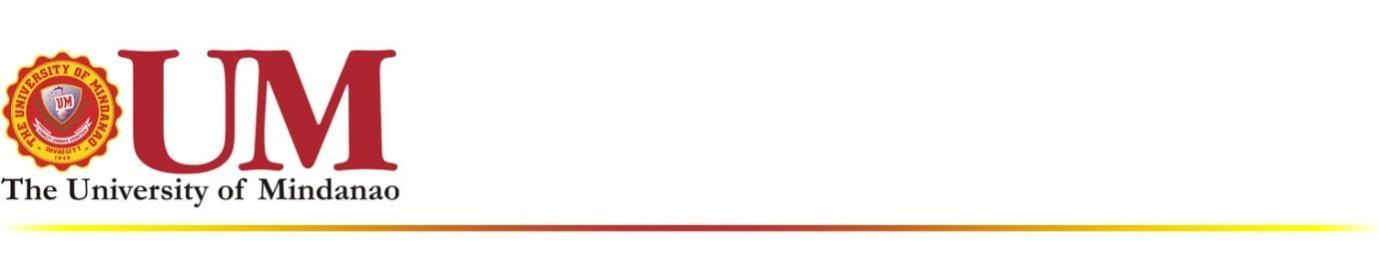 THE UNIVERSITY OF MINDANAO
UM
DAVAO CITY
1946
UM
The University of Mindanao